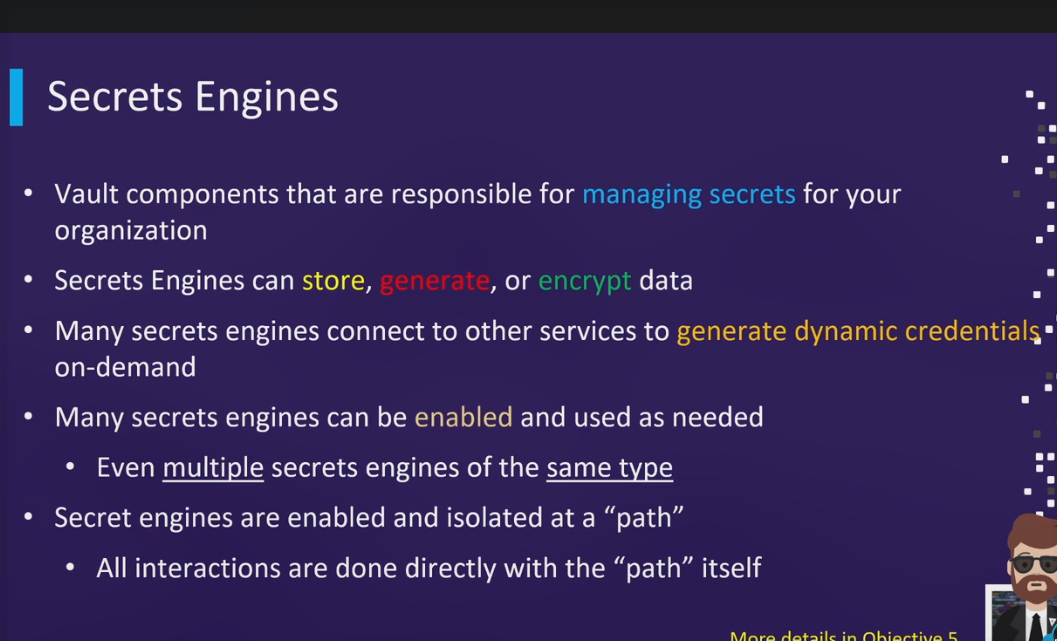 Secrets Engines
• Vault components that are responsible for managing secrets for your
organization
• Secrets Engines can store, generate, or encrypt data
• Many secrets engines connect to other services to generate dynamic credentials
on-demand
• Many secrets engines can be enabled and used as needed
• Even multiple secrets engines of the same type
• Secret engines are enabled and isolated at a “path”
• All interactions are done directly with the “path” itself
More details in Objective 5